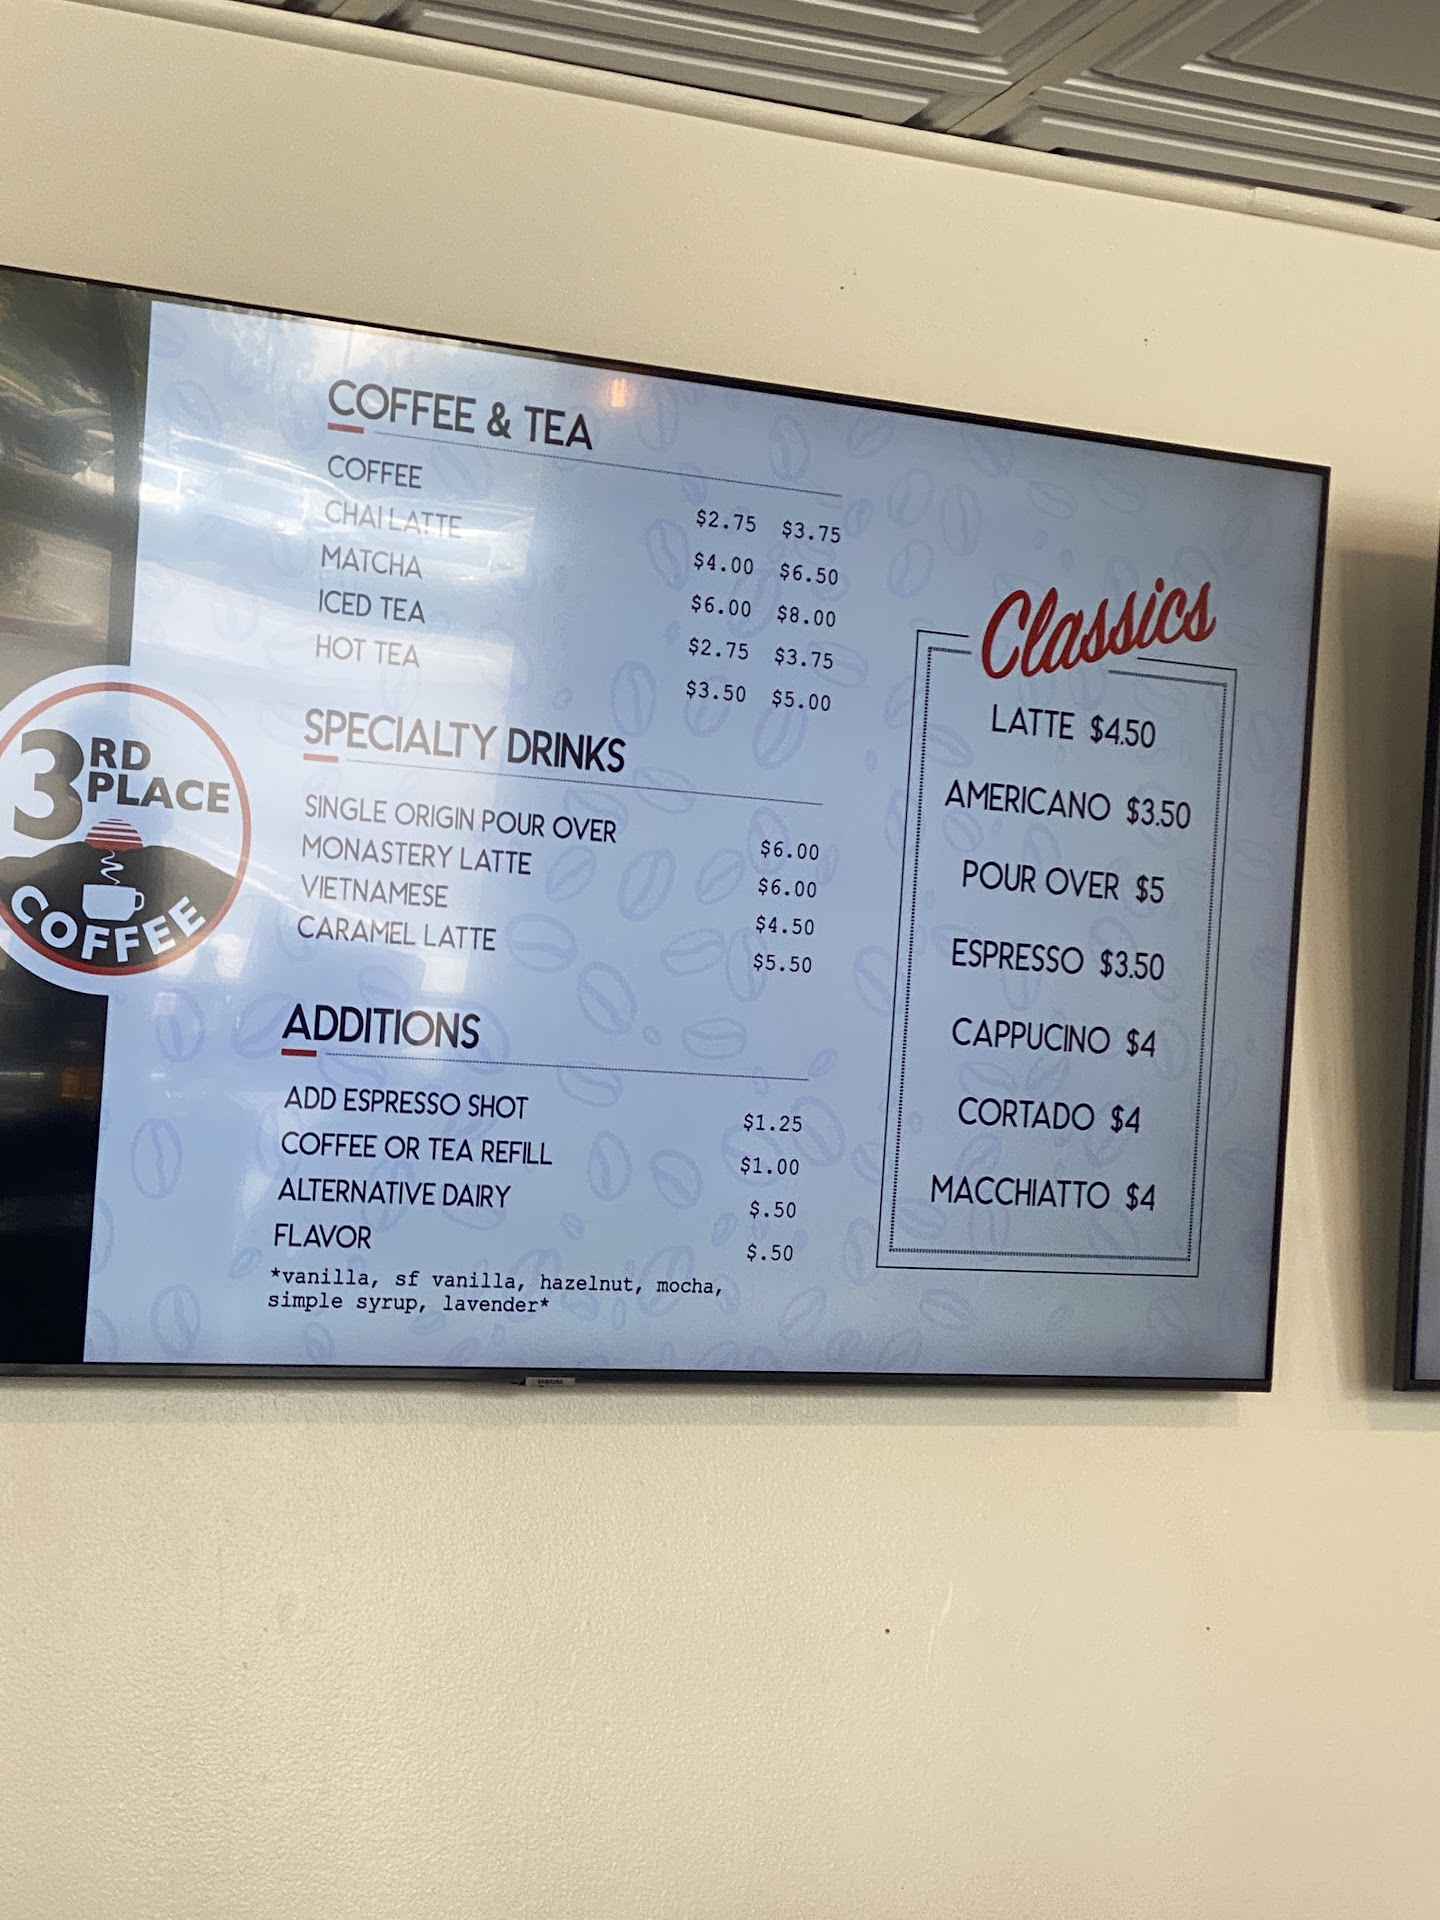 3RD
PLACE
COFFEE
COFFEE & TEA
COFFEE $2.75 $3.75
CHAI LATTE $4.00 $6.50
MATCHA $6.00 $8.00
ICED TEA $2.75 $3.75
HOT TEA $3.50 $5.00
SPECIALTY DRINKS
SINGLE ORIGIN POUR OVER $6.00
MONASTERY LATTE $6.00
VIETNAMESE $4.50
CARAMEL LATTE $5.50
ADDITIONS
ADD ESPRESSO SHOT $1.25
COFFEE OR TEA REFILL $1.00
ALTERNATIVE DAIRY $.50
FLAVOR $.50
*vanilla, sf vanilla, hazelnut, mocha,
simple syrup, lavender*
Classics
LATTE $4.50
AMERICANO $3.50
POUR OVER $5
ESPRESSO $3.50
CAPPUCINO $4
CORTADO $4
MACCHIATTO $4
SAMSUNG